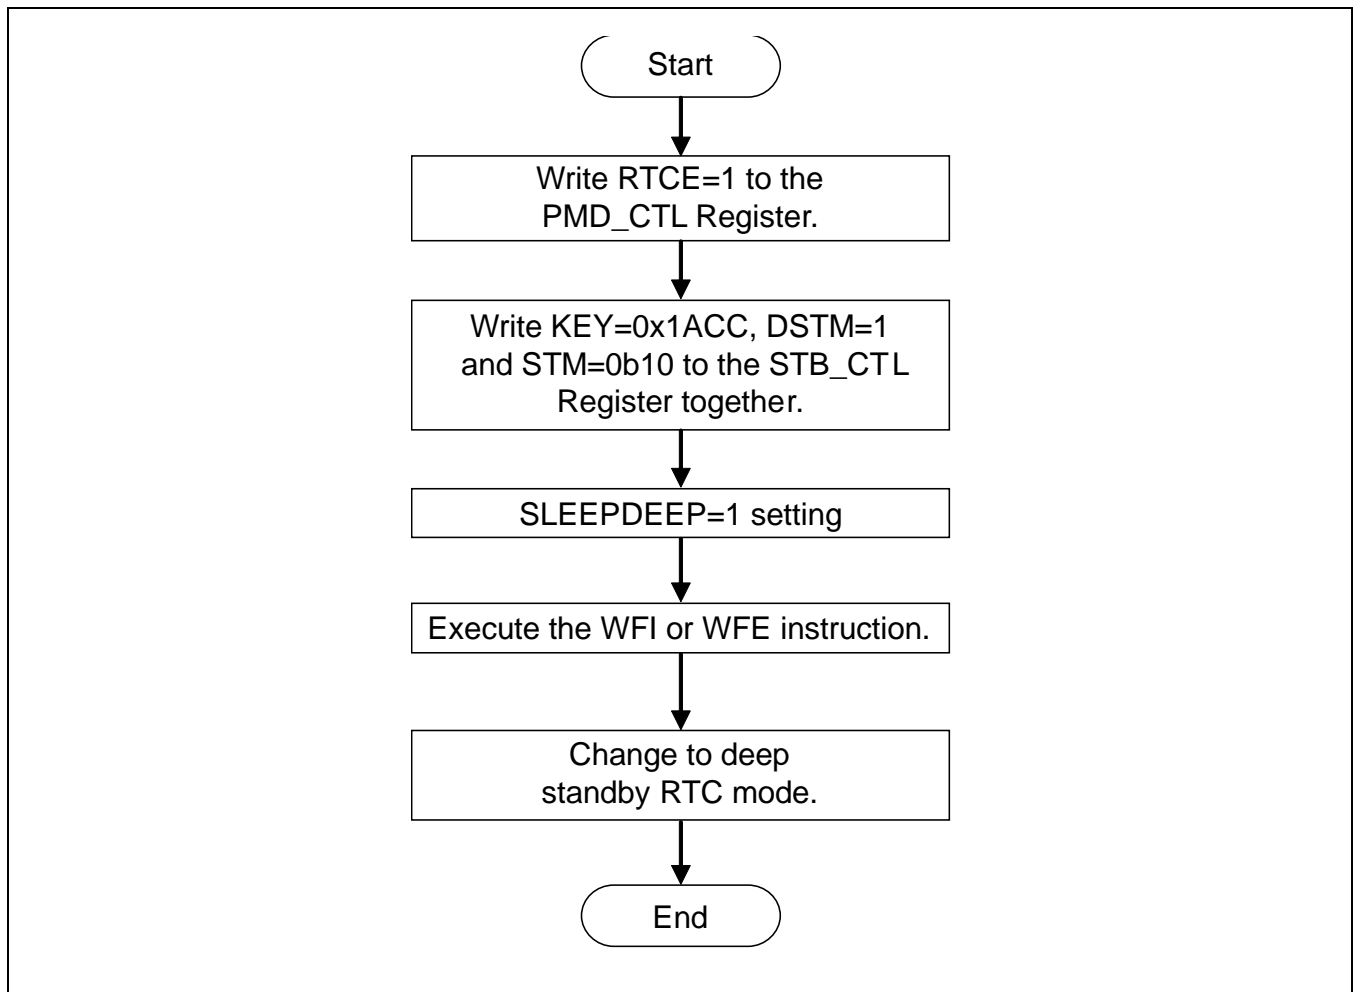 Start
Write RTCE=1 to the
PMD_CTL Register.
Write KEY=0x1ACC, DSTM=1
and STM=0b10 to the STB_CTL
Register together.
SLEEPDEEP=1 setting
Execute the WFI or WFE instruction.
Change to deep
standby RTC mode.
End